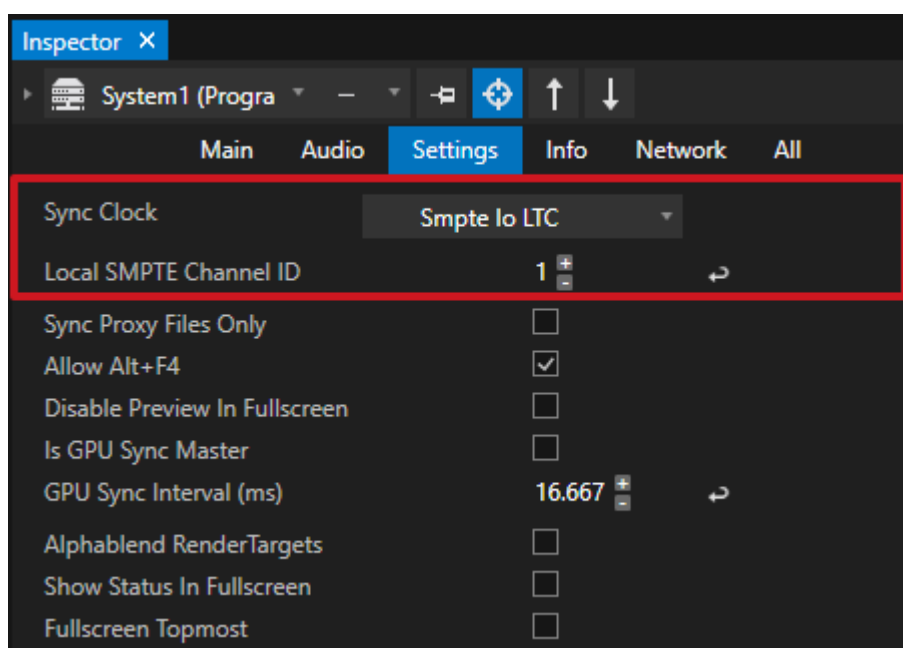 Inspector
System1 (Progra
Main Audio Settings Info Network All
Sync Clock Smpte Io LTC
Local SMPTE Channel ID 1
Sync Proxy Files Only
Allow Alt+F4
Disable Preview In Fullscreen
Is GPU Sync Master
GPU Sync Interval (ms) 16.667
Alphablend RenderTargets
Show Status In Fullscreen
Fullscreen Topmost